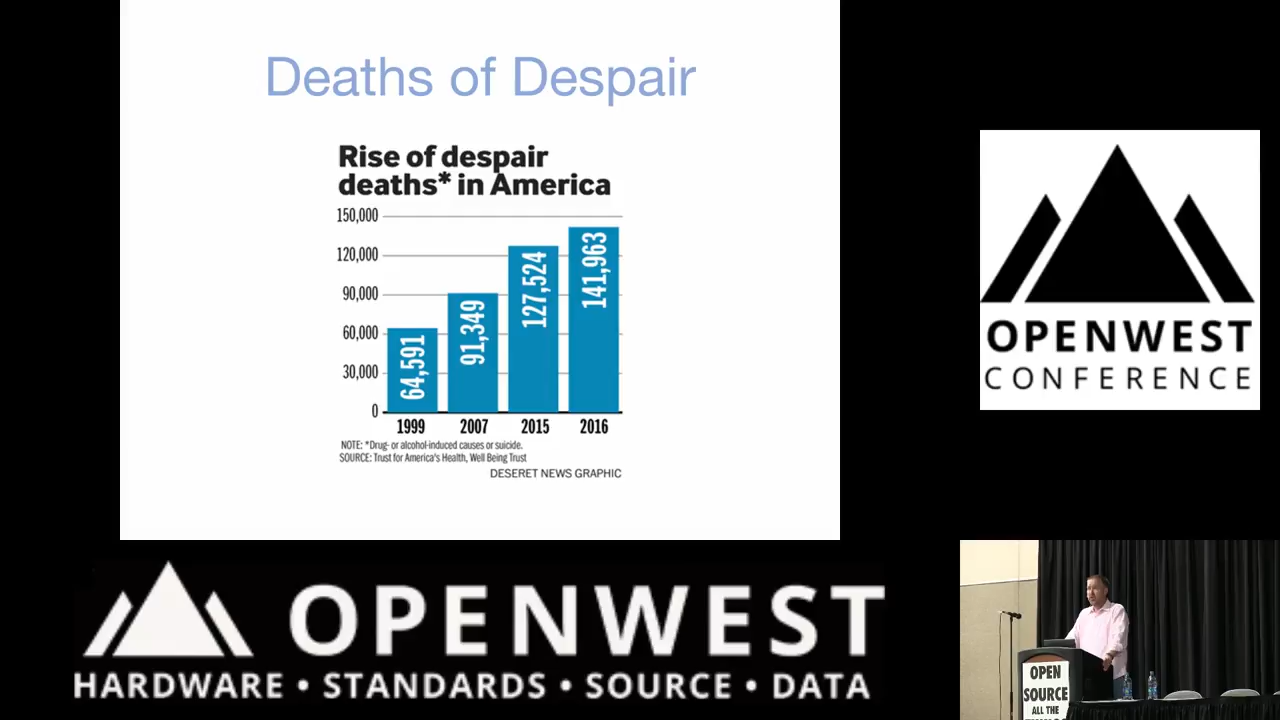 Deaths of Despair
Rise of despair
deaths* in America
150,000
120,000
90,000
60,000
30,000
0
64,591
91,349
127,524
141,963
1999
2007
2015
2016
NOTE: *Drug- or alcohol-induced causes or suicide.
SOURCE: Trust for America's Health, Well Being Trust
DESERET NEWS GRAPHIC
OPENWEST
CONFERENCE
OPENWEST
HARDWARE • STANDARDS • SOURCE • DATA
OPEN
SOURCE
ALL THE